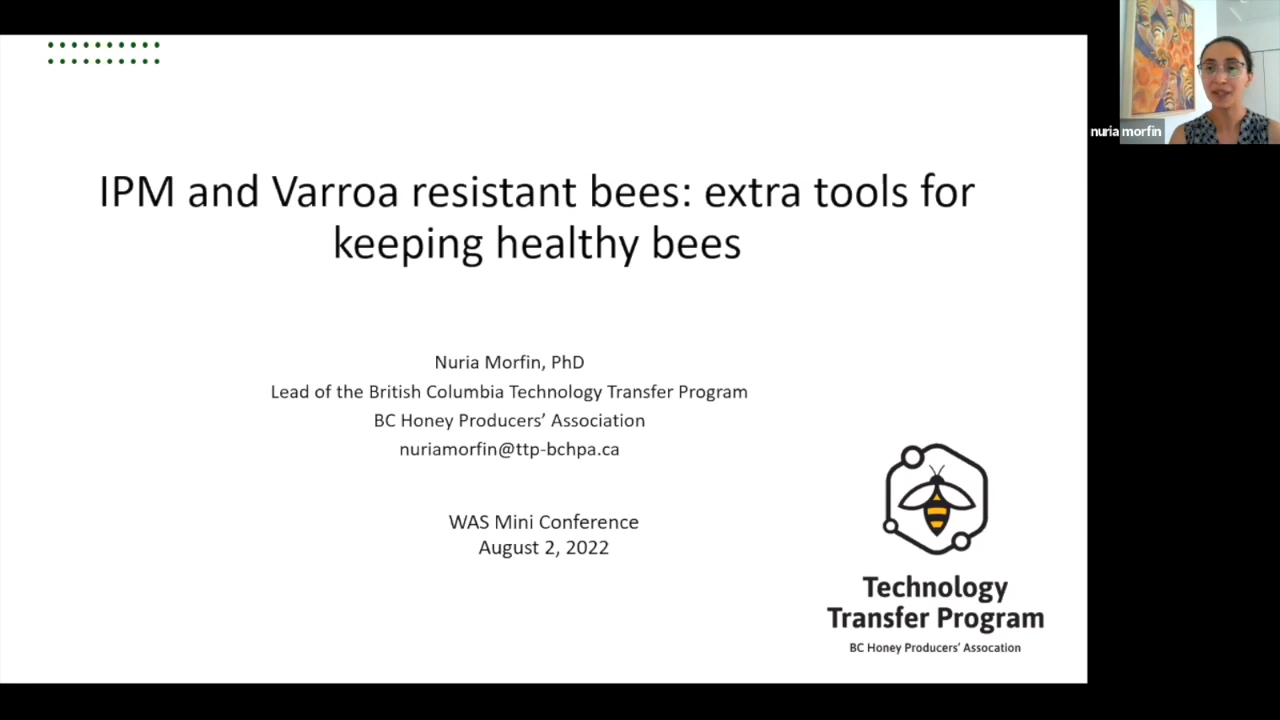 IPM and Varroa resistant bees: extra tools for
keeping healthy bees
Nuria Morfin, PhD
Lead of the British Columbia Technology Transfer Program
BC Honey Producers’ Association
nuriamorfin@ttp-bchpa.ca
WAS Mini Conference
August 2, 2022
Technology
Transfer Program
BC Honey Producers’ Assocation
nuria morfin